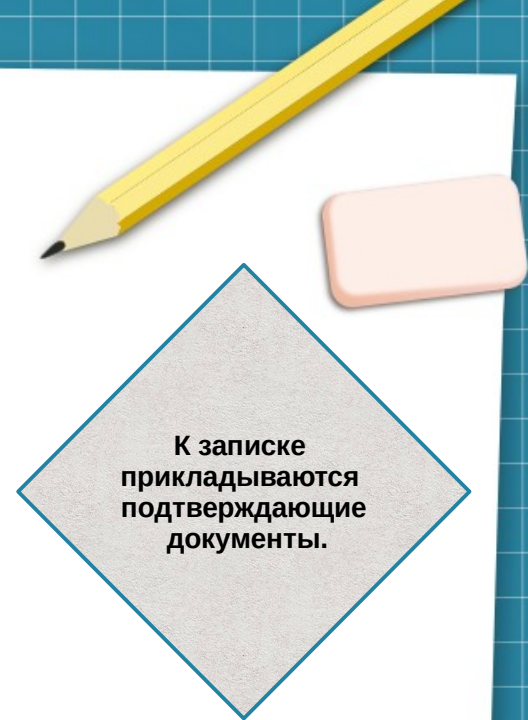 К записке
прикладываются
подтверждающие
документы.